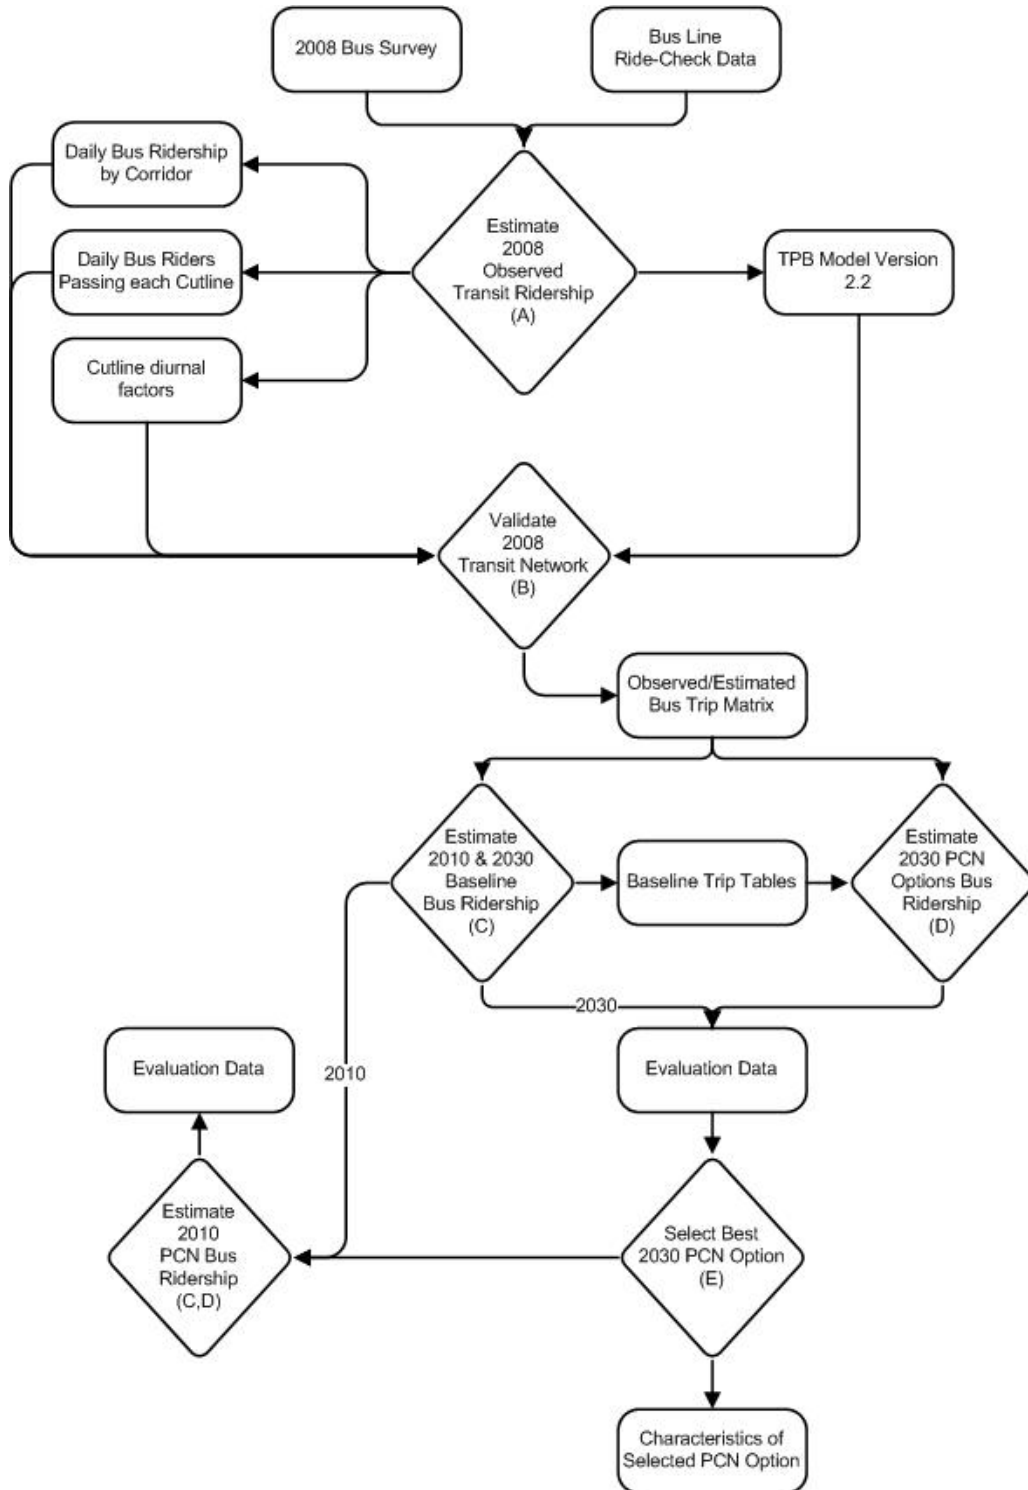 2008 Bus Survey
Bus Line
Ride-Check Data
Daily Bus Ridership
by Corridor
Estimate
2008
Observed
Transit Ridership
(A)
Daily Bus Riders
Passing each Cutline
TPB Model Version
2.2
Cutline diurnal
factors
Validate
2008
Transit Network
(B)
Observed/Estimated
Bus Trip Matrix
Estimate
2010 & 2030
Baseline
Bus Ridership
(C)
Baseline Trip Tables
Estimate
2030 PCN
Options Bus
Ridership
(D)
2030
2010
Evaluation Data
Evaluation Data
Estimate
2010
PCN Bus
Ridership
(C,D)
Select Best
2030 PCN Option
(E)
Characteristics of
Selected PCN Option